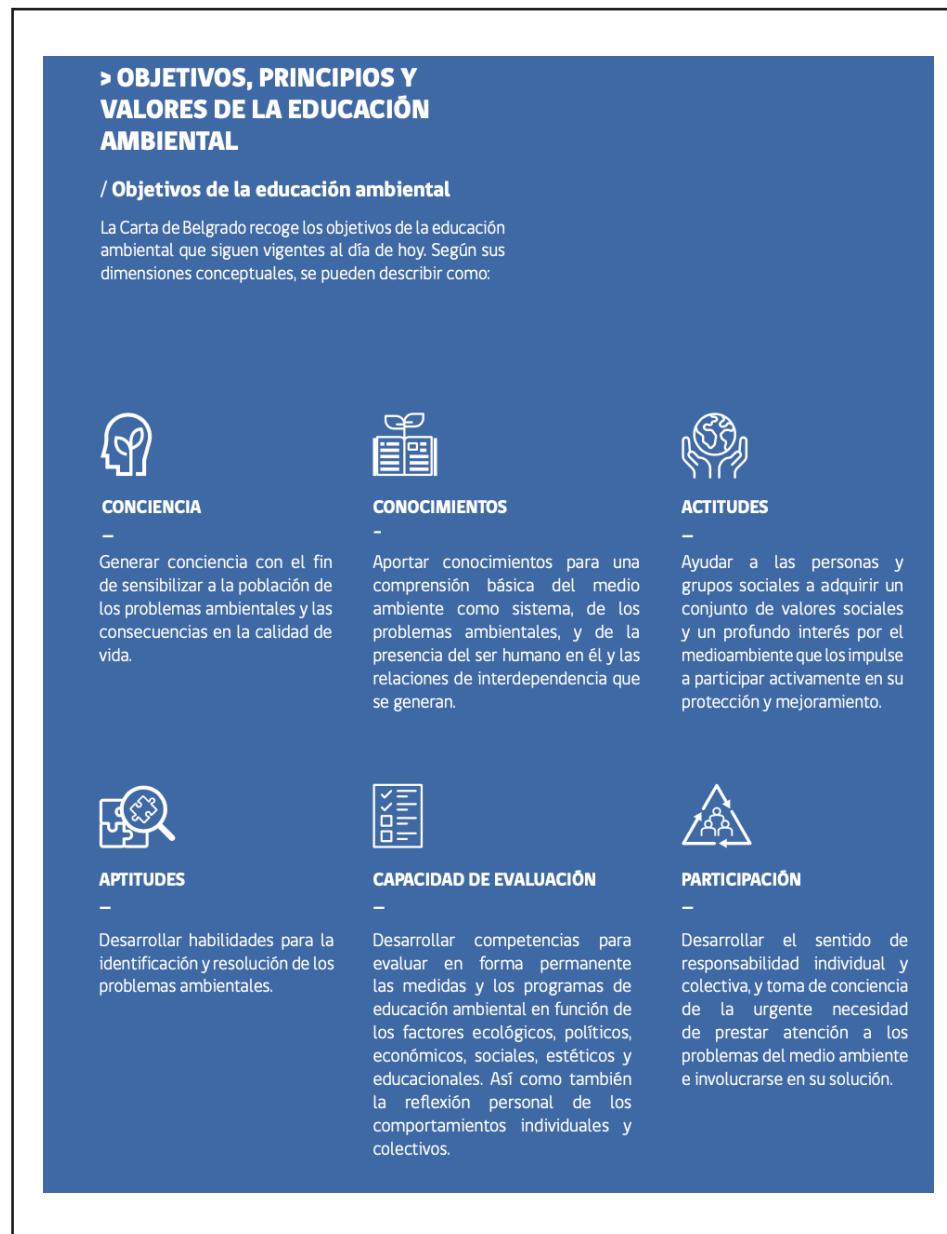 > OBJETIVOS, PRINCIPIOS Y
VALORES DE LA EDUCACIÓN
AMBIENTAL
/ Objetivos de la educación ambiental
La Carta de Belgrado recoge los objetivos de la educación
ambiental que siguen vigentes al día de hoy. Según sus
dimensiones conceptuales, se pueden describir como:
CONCIENCIA
–
Generar conciencia con el fin
de sensibilizar a la población de
los problemas ambientales y las
consecuencias en la calidad de
vida.
CONOCIMIENTOS
-
Aportar conocimientos para una
comprensión básica del medio
ambiente como sistema, de los
problemas ambientales, y de la
presencia del ser humano en él y las
relaciones de interdependencia que
se generan.
ACTITUDES
–
Ayudar a las personas y
grupos sociales a adquirir un
conjunto de valores sociales
y un profundo interés por el
medioambiente que los impulse
a participar activamente en su
protección y mejoramiento.
APTITUDES
–
Desarrollar habilidades para la
identificación y resolución de los
problemas ambientales.
CAPACIDAD DE EVALUACIÓN
–
Desarrollar competencias para
evaluar en forma permanente
las medidas y los programas de
educación ambiental en función de
los factores ecológicos, políticos,
económicos, sociales, estéticos y
educacionales. Así como también
la reflexión personal de los
comportamientos individuales y
colectivos.
PARTICIPACIÓN
–
Desarrollar el sentido de
responsabilidad individual y
colectiva, y toma de conciencia
de la urgente necesidad
de prestar atención a los
problemas del medio ambiente
e involucrarse en su solución.